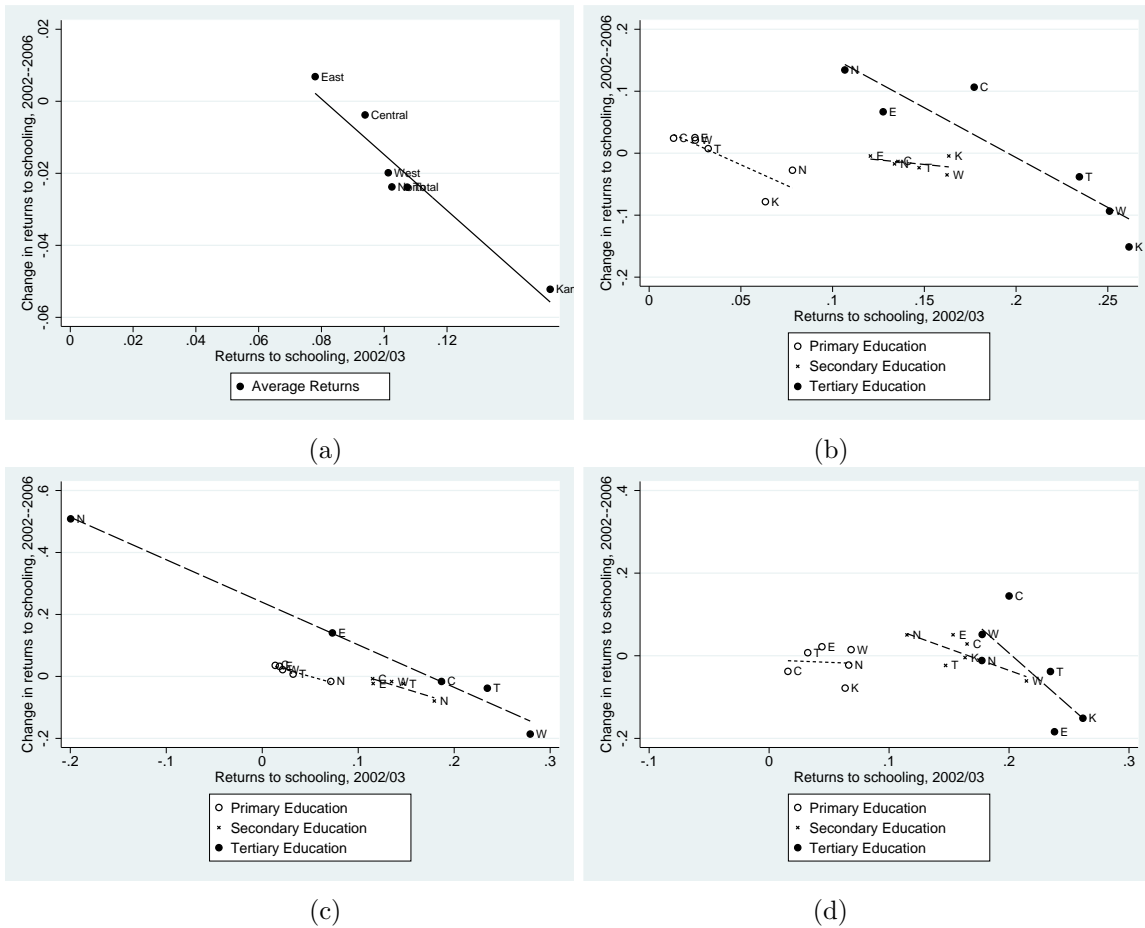 Change in returns to schooling, 2002--2006
.02
0
-.02
-.04
-.06
East
Central
West
North
Total
Kar
0 .02 .04 .06 .08 .1 .12
Returns to schooling, 2002/03
Average Returns
(a)
Change in returns to schooling, 2002--2006
.2
.1
0
-.1
-.2
N
C
E
C E W
T
N
K
E
C
N
T
K
W
T
W
K
0 .05 .1 .15 .2 .25
Returns to schooling, 2002/03
Primary Education
Secondary Education
Tertiary Education
(b)
Change in returns to schooling, 2002--2006
.6
.4
.2
0
-.2
N
E
C
T
W
E
W
T
N
C
E
W
T
N
-.2 -.1 0 .1 .2 .3
Returns to schooling, 2002/03
Primary Education
Secondary Education
Tertiary Education
(c)
Change in returns to schooling, 2002--2006
.4
.2
0
-.2
C
T
E
W
N
K
N
E
C
K
T
W
C
W
N
T
K
E
-.1 0 .1 .2 .3
Returns to schooling, 2002/03
Primary Education
Secondary Education
Tertiary Education
(d)